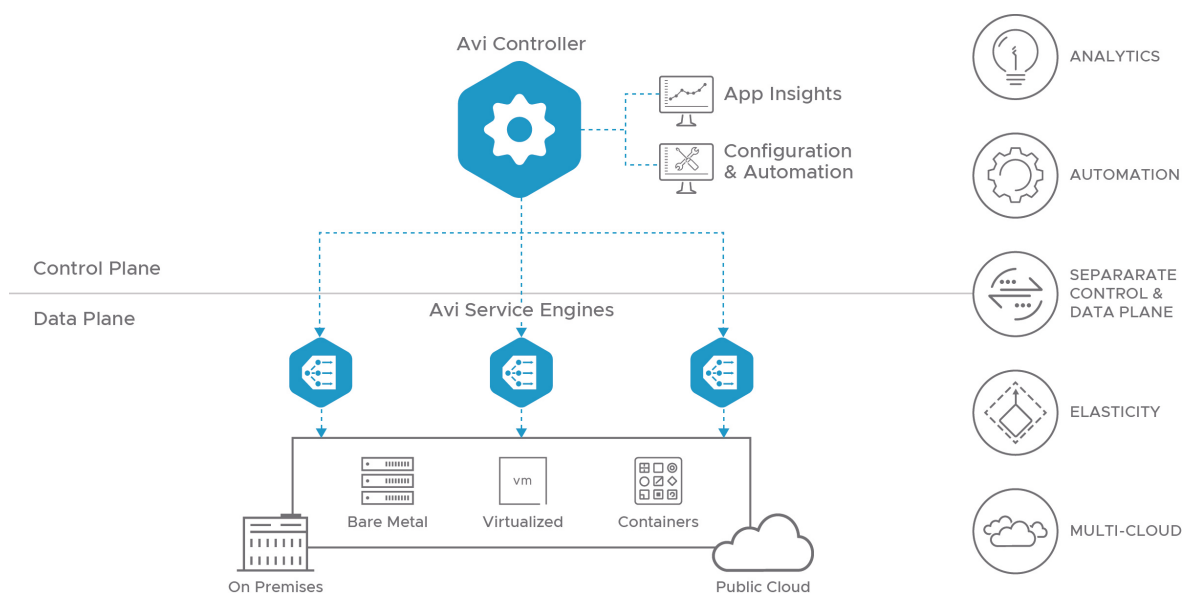 Avi Controller
App Insights
Configuration
& Automation
Control Plane
Data Plane
Avi Service Engines
vm
Bare Metal
Virtualized
Containers
On Premises
Public Cloud
ANALYTICS
AUTOMATION
SEPARARATE
CONTROL &
DATA PLANE
ELASTICITY
MULTI-CLOUD